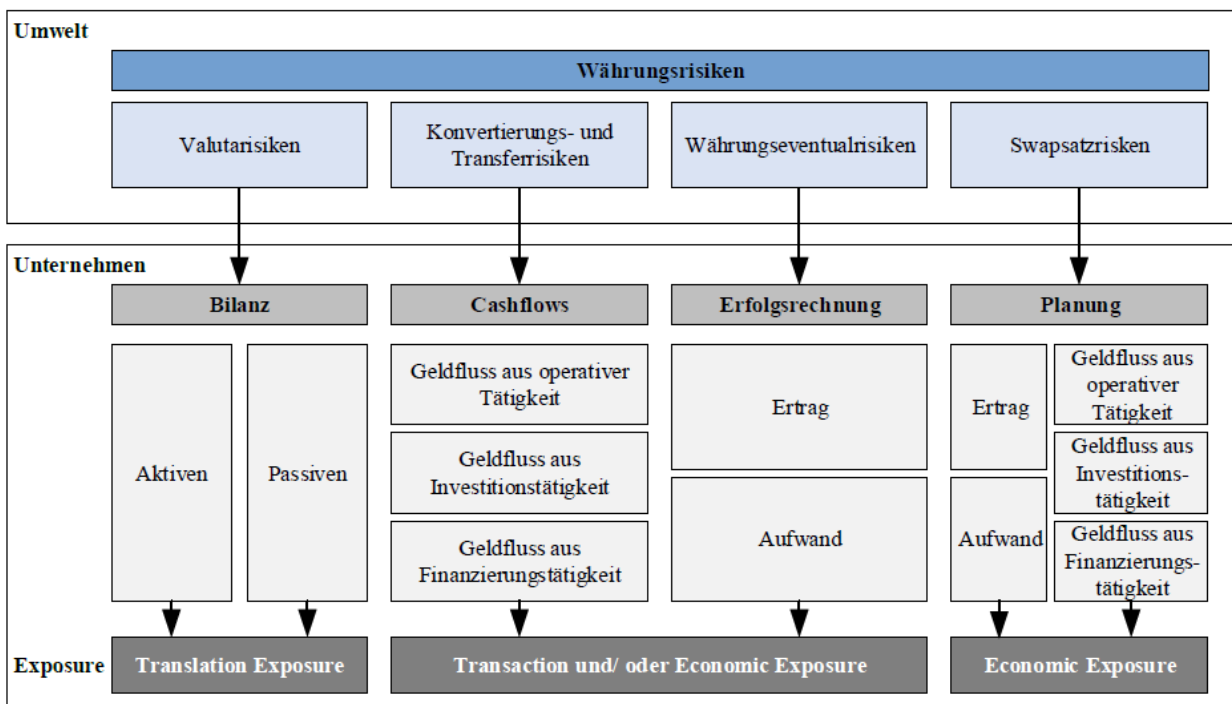 Umwelt
Währungsrisiken
Valutarisiken
Konvertierungs- und
Transferrisiken
Währungseventualrisiken
Swapsatzrisken
Unternehmen
Bilanz
Cashflows
Erfolgsrechnung
Planung
Aktiven
Passiven
Geldfluss aus operativer
Tätigkeit
Geldfluss aus
Investitionstätigkeit
Geldfluss aus
Finanzierungstätigkeit
Ertrag
Aufwand
Ertrag
Aufwand
Geldfluss aus
operativer
Tätigkeit
Geldfluss aus
Investitions-
tätigkeit
Geldfluss aus
Finanzierungs-
tätigkeit
Exposure
Translation Exposure
Transaction und/ oder Economic Exposure
Economic Exposure